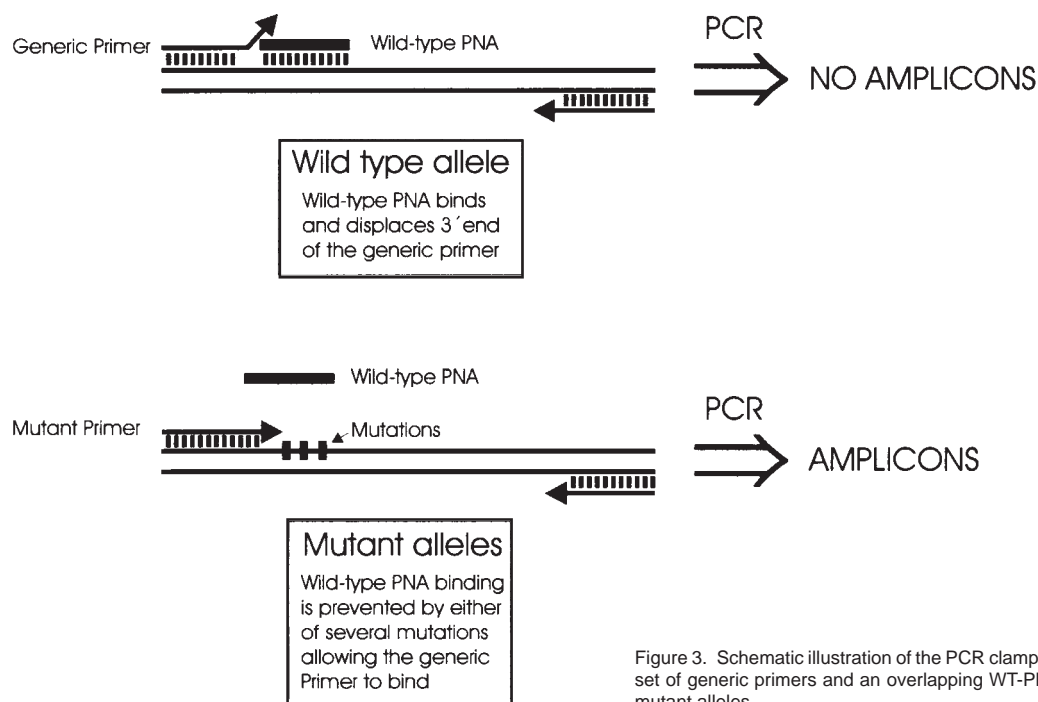 Generic Primer
Wild-type PNA
PCR
NO AMPLICONS
Wild type allele
Wild-type PNA binds
and displaces 3´end
of the generic primer
Wild-type PNA
Mutant Primer
Mutations
PCR
AMPLICONS
Mutant alleles
Wild-type PNA binding
is prevented by either
of several mutations
allowing the generic
Primer to bind
Figure 3. Schematic illustration of the PCR clamp
set of generic primers and an overlapping WT-P
mutant alleles